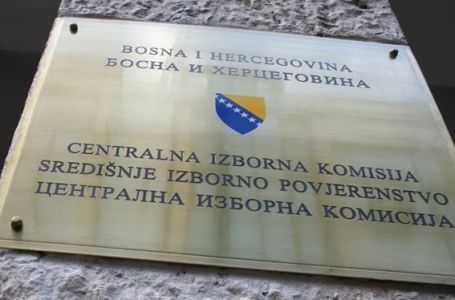 BOSNA I HERCEGOVINA
БОСНА И ХЕРЦЕГОВИНА
CENTRALNA IZBORNA KOMISIJA
SREDIŠNJE IZBORNO POVJERENSTVO
ЦЕНТРАЛНА ИЗБОРНА КОМИСИЈА